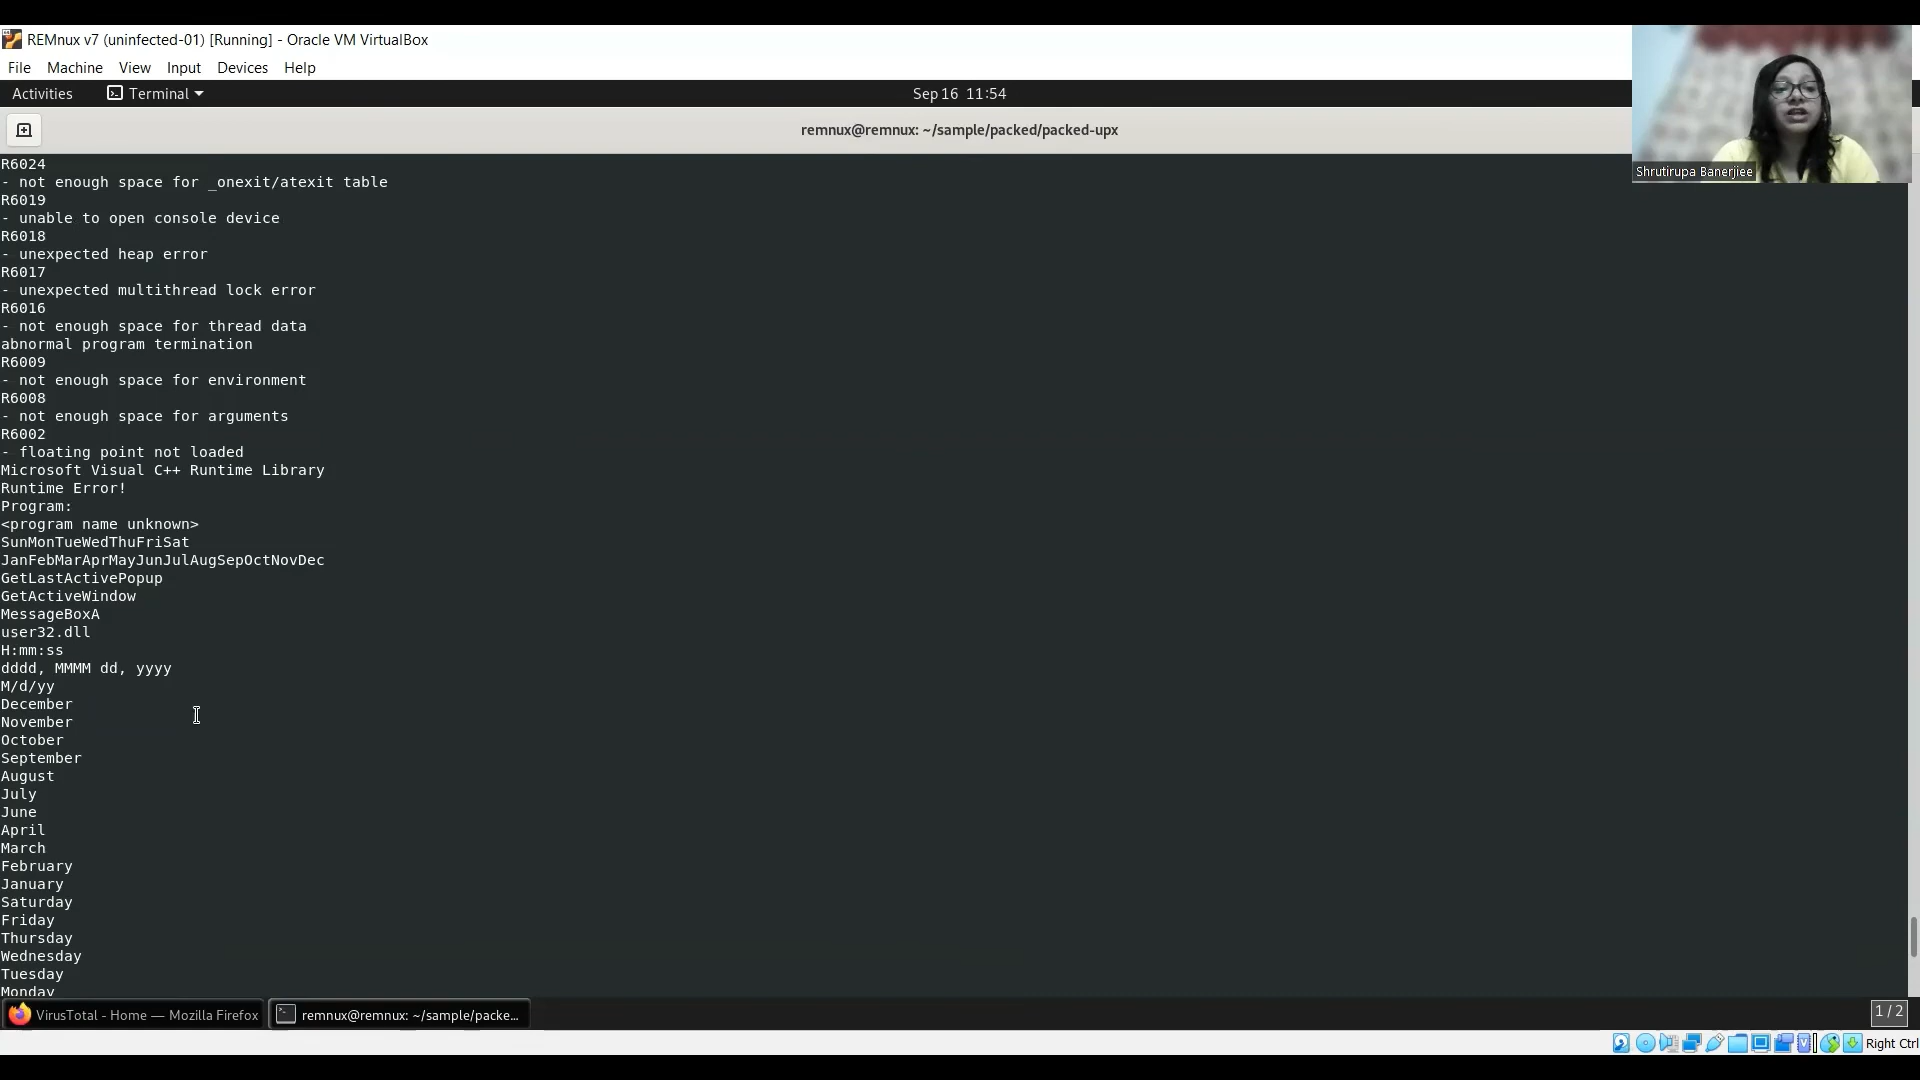 REMnux v7 (uninfected-01) [Running] - Oracle VM VirtualBox
File Machine View Input Devices Help
Activities Terminal Sep 16 11:54
remnux@remnux: ~/sample/packed/packed-upx
Shrutirupa Banerjiee
R6024
- not enough space for _onexit/atexit table
R6019
- unable to open console device
R6018
- unexpected heap error
R6017
- unexpected multithread lock error
R6016
- not enough space for thread data
abnormal program termination
R6009
- not enough space for environment
R6008
- not enough space for arguments
R6002
- floating point not loaded
Microsoft Visual C++ Runtime Library
Runtime Error!
Program:
<program name unknown>
SunMonTueWedThuFriSat
JanFebMarAprMayJunJulAugSepOctNovDec
GetLastActivePopup
GetActiveWindow
MessageBoxA
user32.dll
H:mm:ss
dddd, MMMM dd, yyyy
M/d/yy
December
November
October
September
August
July
June
April
March
February
January
Saturday
Friday
Thursday
Wednesday
Tuesday
Monday
VirusTotal - Home — Mozilla Firefox remnux@remnux: ~/sample/packe... 1 / 2
Right Ctrl